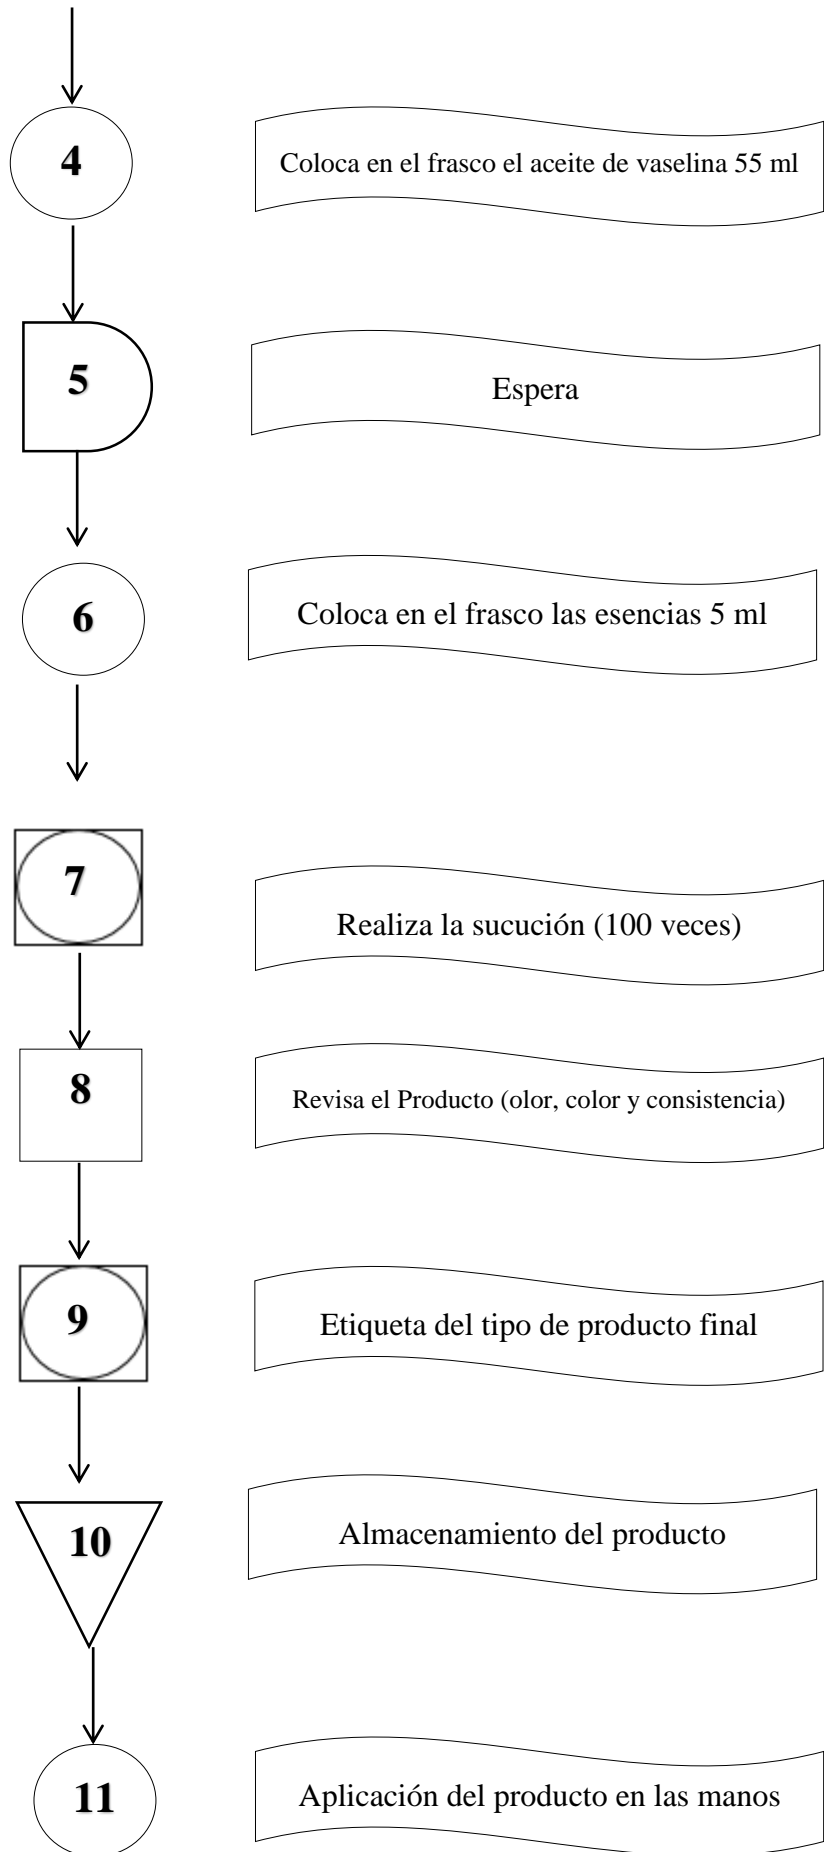 4
Coloca en el frasco el aceite de vaselina 55 ml
5
Espera
6
Coloca en el frasco las esencias 5 ml
7
Realiza la sucución (100 veces)
8
Revisa el Producto (olor, color y consistencia)
9
Etiqueta del tipo de producto final
10
Almacenamiento del producto
11
Aplicación del producto en las manos